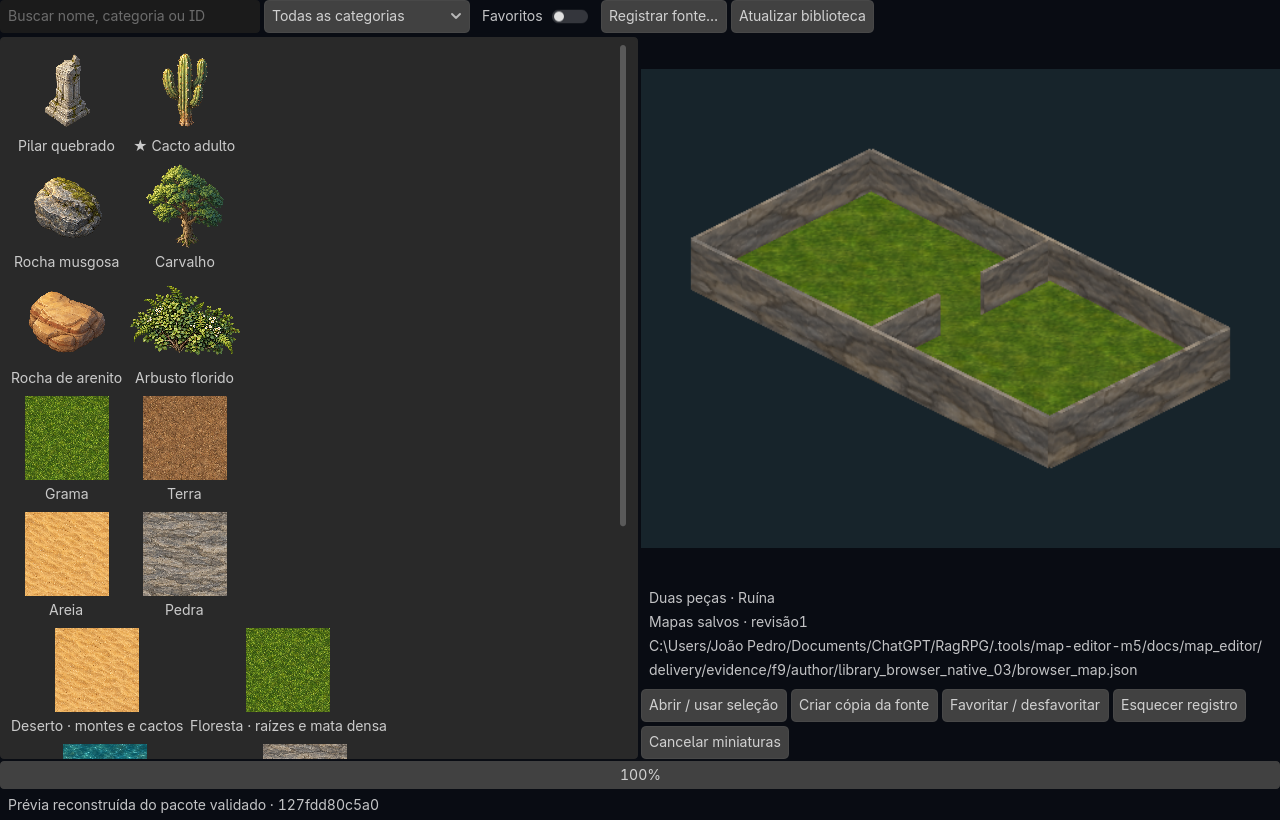 Buscar nome, categoria ou ID
Todas as categorias
Favoritos
Registrar fonte...
Atualizar biblioteca
Pilar quebrado
★ Cacto adulto
Rocha musgosa
Carvalho
Rocha de arenito
Arbusto florido
Grama
Terra
Areia
Pedra
Deserto · montes e cactos
Floresta · raízes e mata densa
Duas peças · Ruína
Mapas salvos · revisão1
C:\Users/João Pedro/Documents/ChatGPT/RagRPG/.tools/map-editor-m5/docs/map_editor/
delivery/evidence/f9/author/library_browser_native_03/browser_map.json
Abrir / usar seleção
Criar cópia da fonte
Favoritar / desfavoritar
Esquecer registro
Cancelar miniaturas
100%
Prévia reconstruída do pacote validado · 127fdd80c5a0